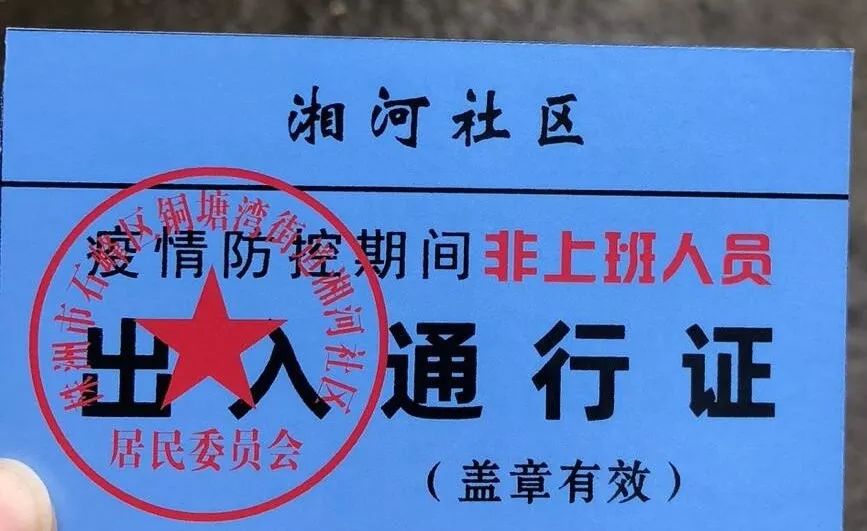 湘河社区
疫情防控期间非上班人员
出入通行证
(盖章有效)
株洲市石峰区铜塘湾街道湘河社区
居民委员会